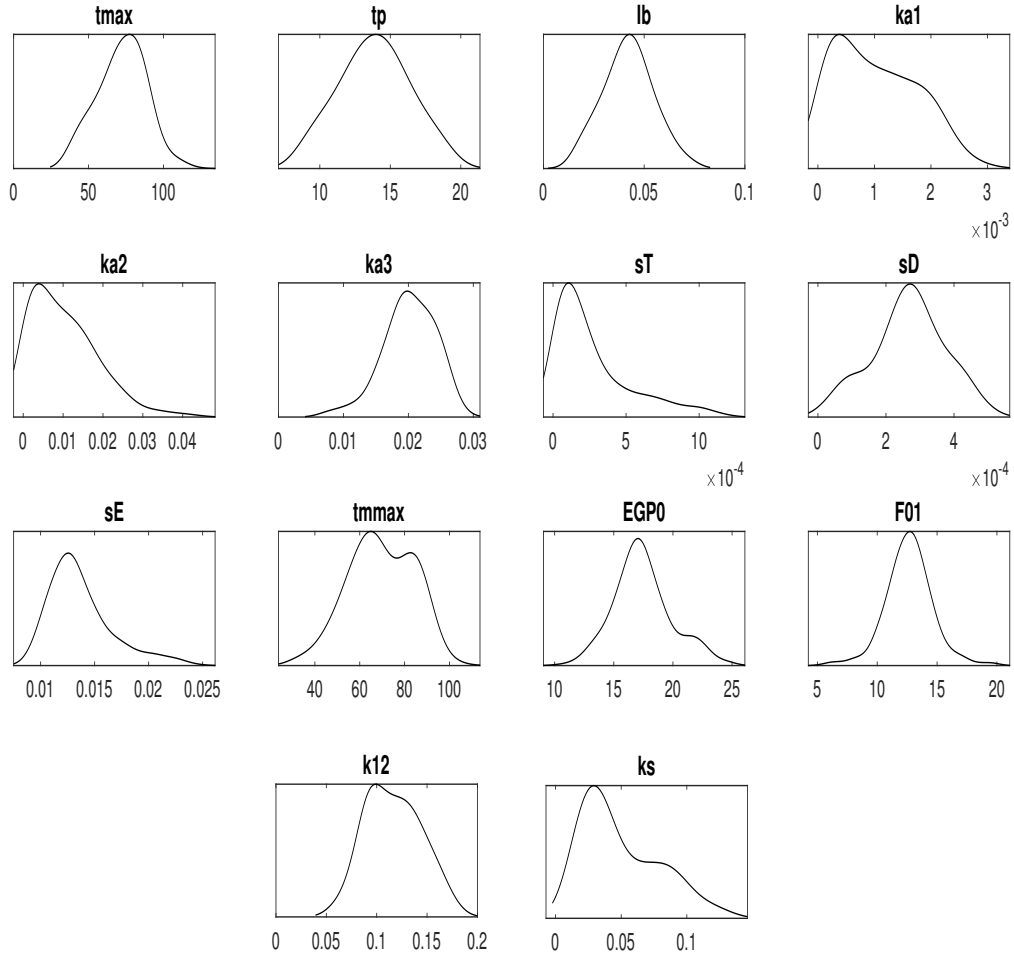 tmax tp Ib ka1
0 50 100 10 15 20 0 0.05 0.1 0 1 2 3
×10-3
ka2 ka3 sT sD
0 0.01 0.02 0.03 0.04 0 0.01 0.02 0.03 0 5 10 0 2 4
×10-4 ×10-4
sE tmmax EGP0 F01
0.01 0.015 0.02 0.025 40 60 80 100 10 15 20 25 5 10 15 20
k12 ks
0 0.05 0.1 0.15 0.2 0 0.05 0.1